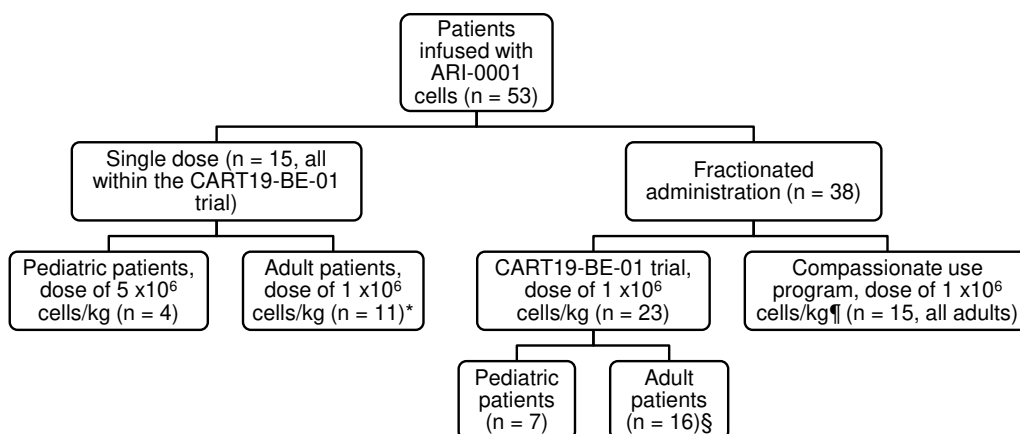 Patients
infused with
ARI-0001
cells (n = 53)
Single dose (n = 15, all
within the CART19-BE-01
trial)
Fractionated
administration (n = 38)
Pediatric patients,
dose of 5 x10⁶
cells/kg (n = 4)
Adult patients,
dose of 1 x10⁶
cells/kg (n = 11)*
CART19-BE-01 trial,
dose of 1 x10⁶
cells/kg (n = 23)
Compassionate use
program, dose of 1 x10⁶
cells/kg¶ (n = 15, all adults)
Pediatric
patients
(n = 7)
Adult
patients
(n = 16)§